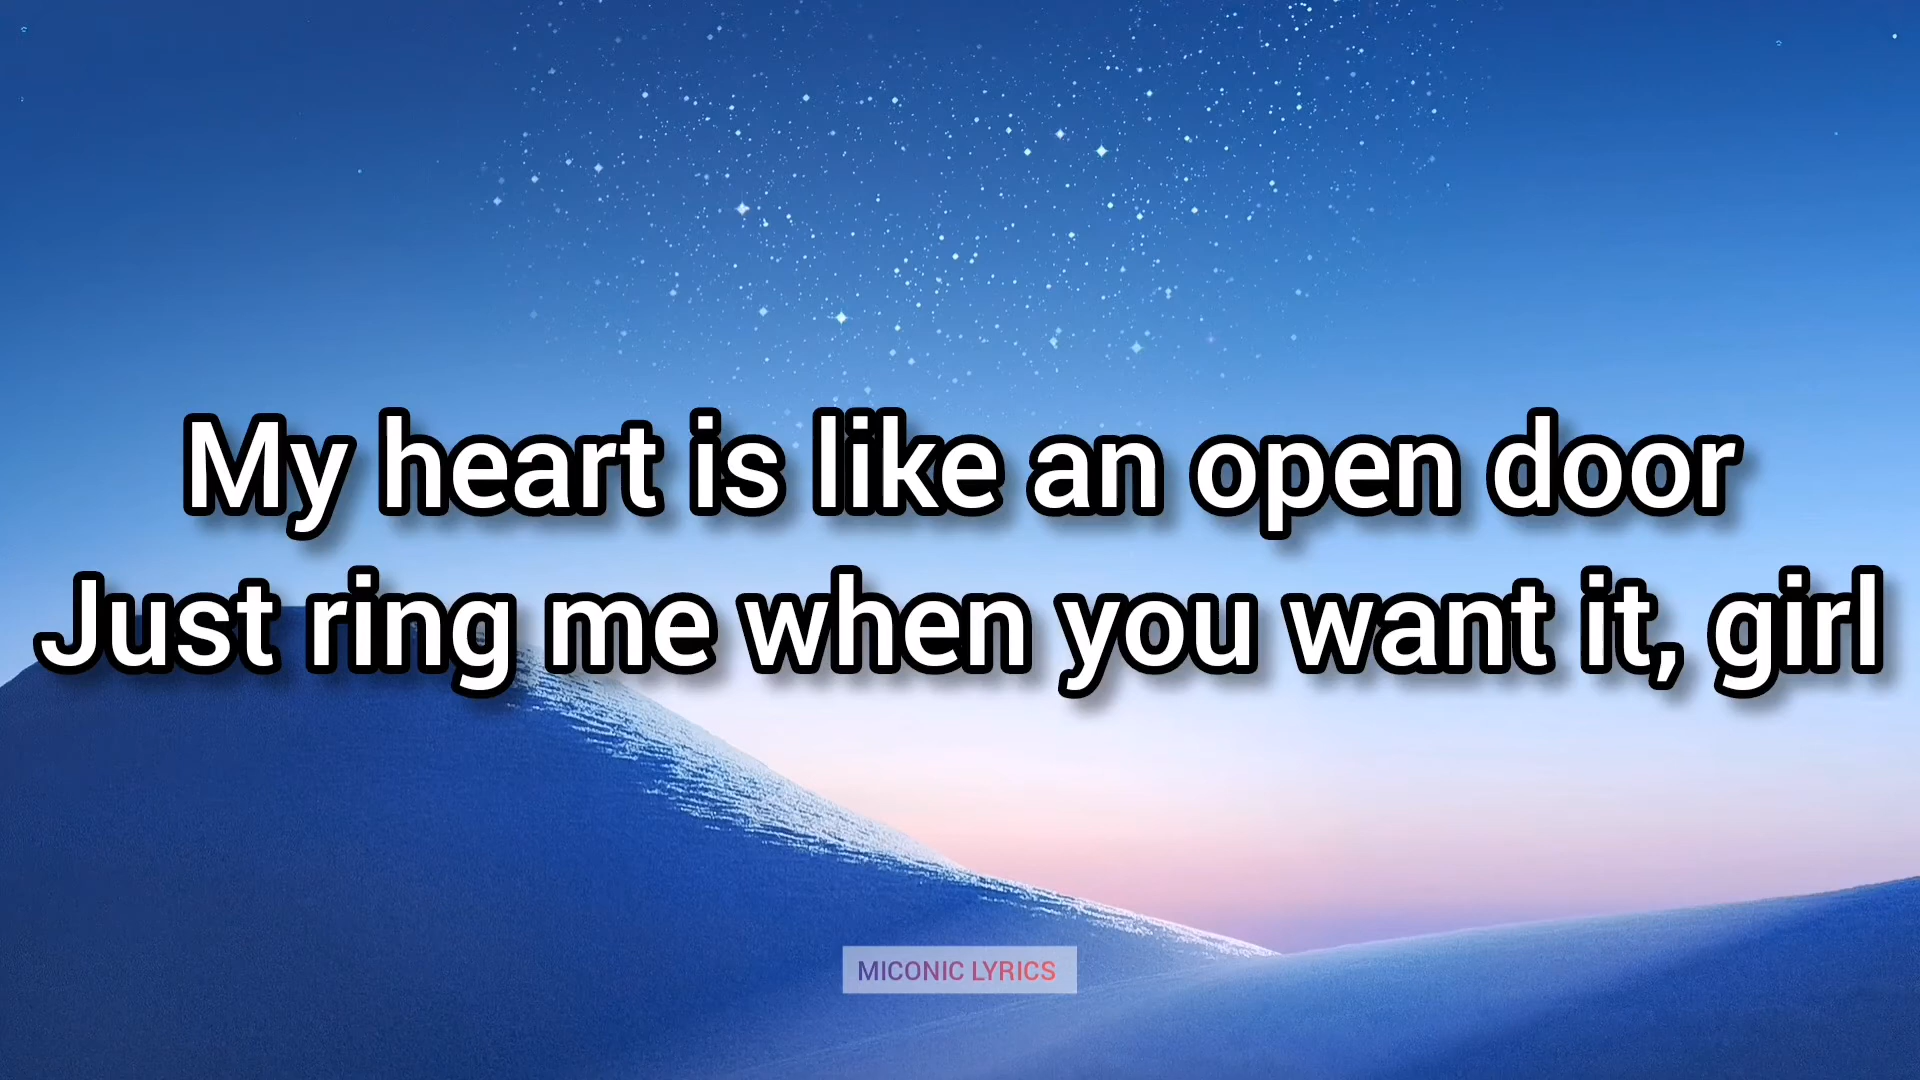 My heart is like an open door
Just ring me when you want it, girl
MICONIC LYRICS